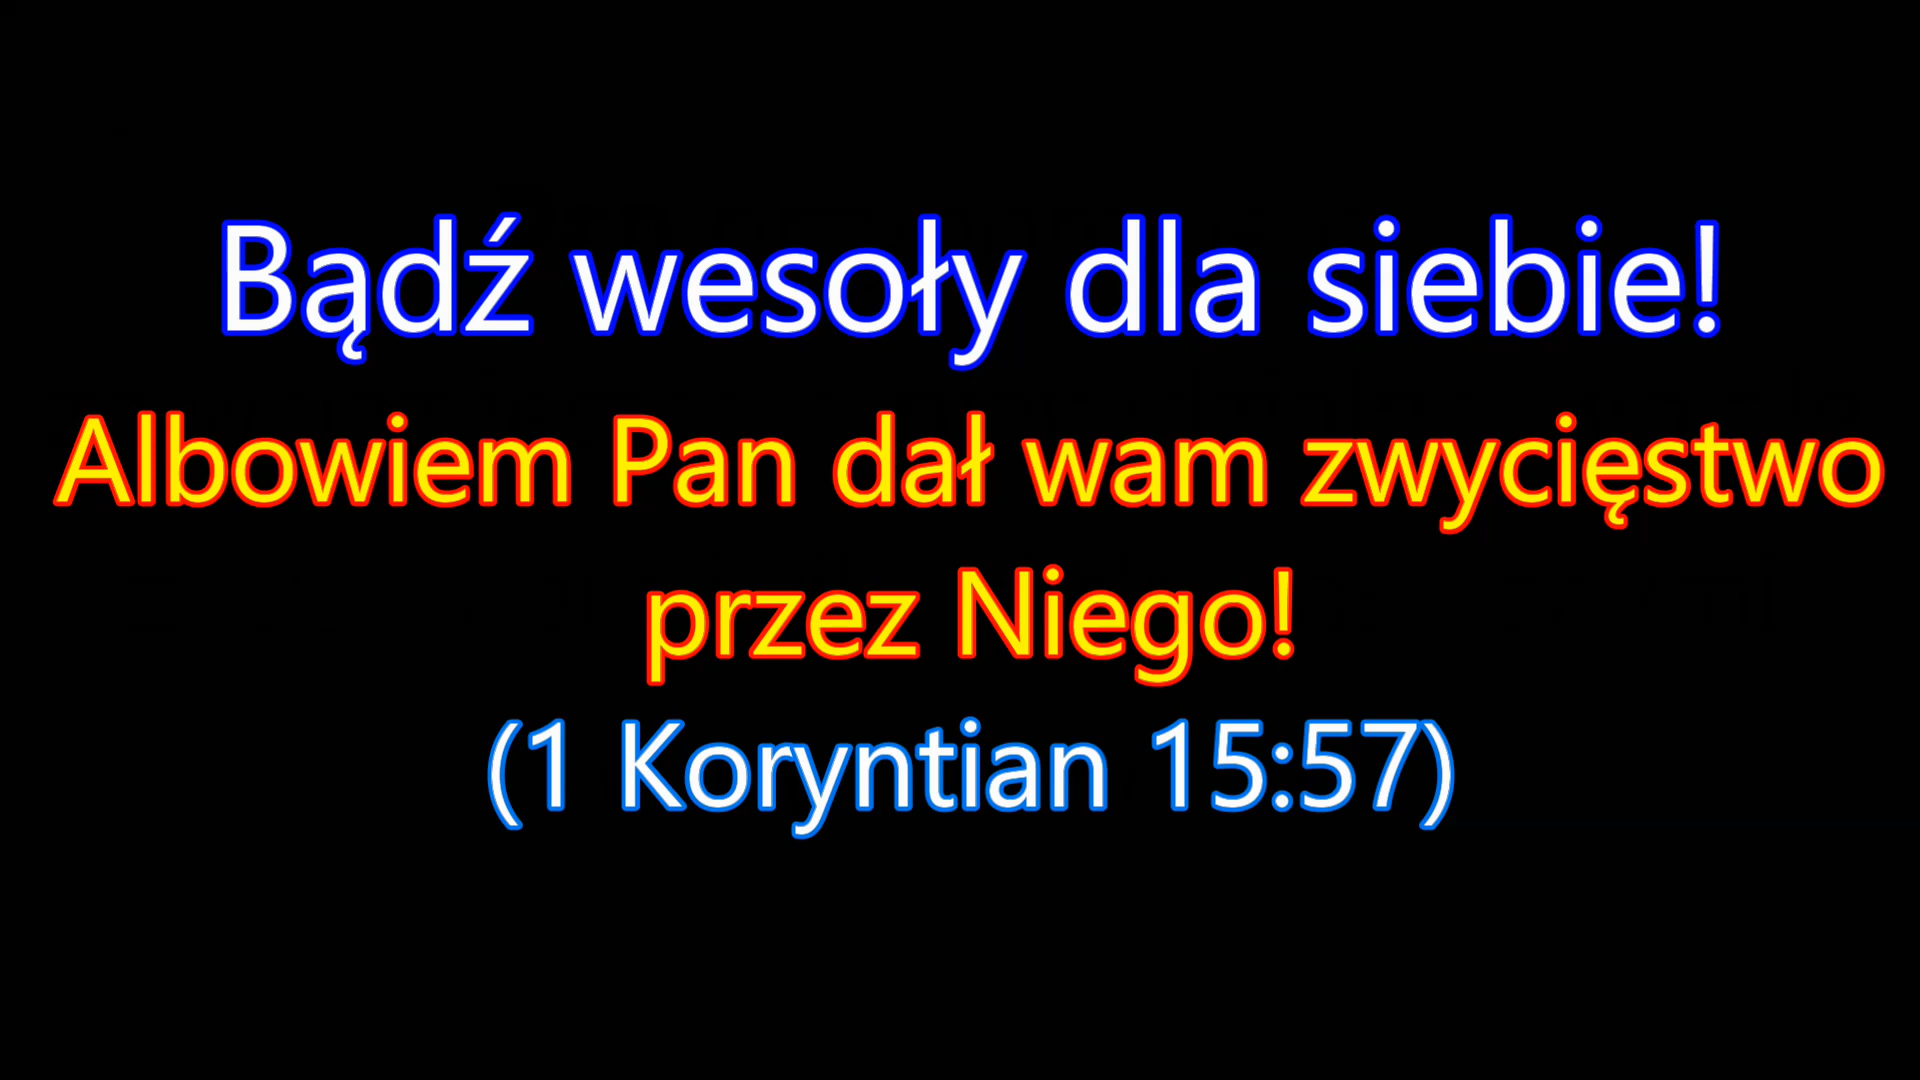 Bądź wesoły dla siebie!
Albowiem Pan dał wam zwycięstwo
przez Niego!
(1 Koryntian 15:57)